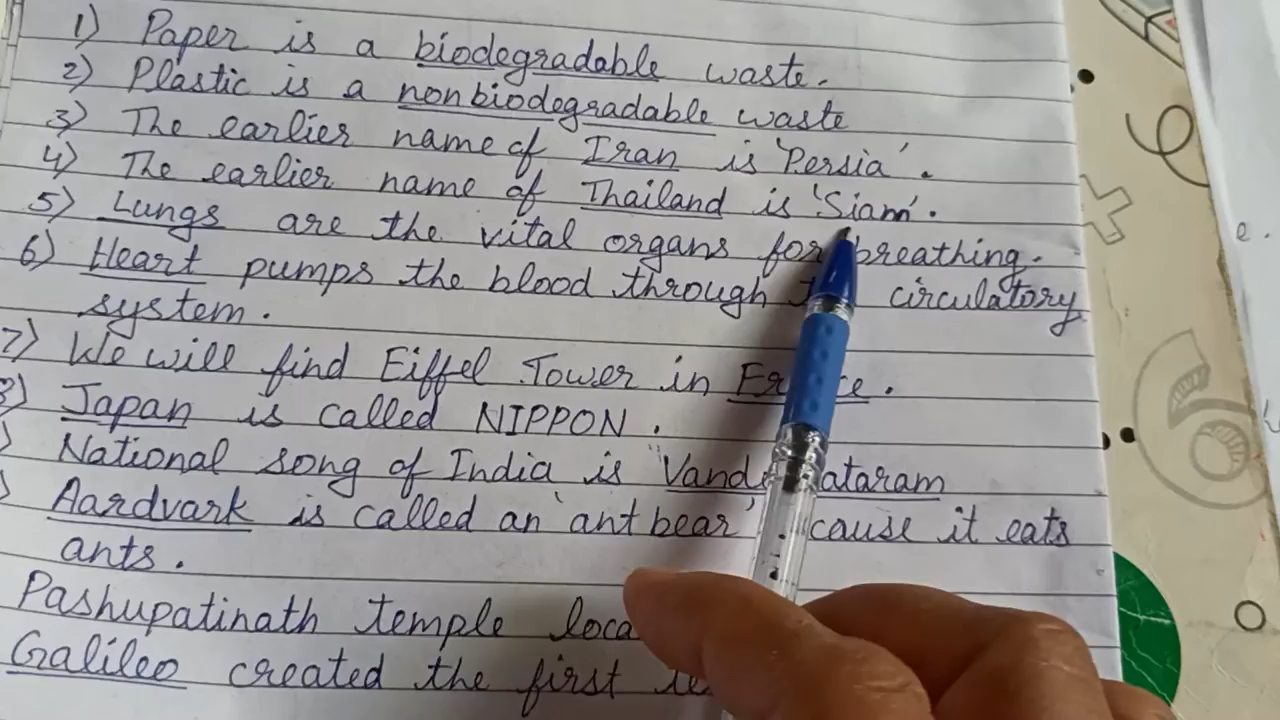 1) Paper is a biodegradable waste.
2) Plastic is a nonbiodegradable waste
3) The earlier name of Iran is 'Persia'.
4) The earlier name of Thailand is 'Siam'.
5) Lungs are the vital organs for breathing.
6) Heart pumps the blood through circulatory
system.
7) We will find Eiffel Tower in
8) Japan is called NIPPON.
) National song of India is "
) Aardvark is called an 'ant bear' cause it eats
ants.
Pashupatinath temple
Galileo created the first
e.